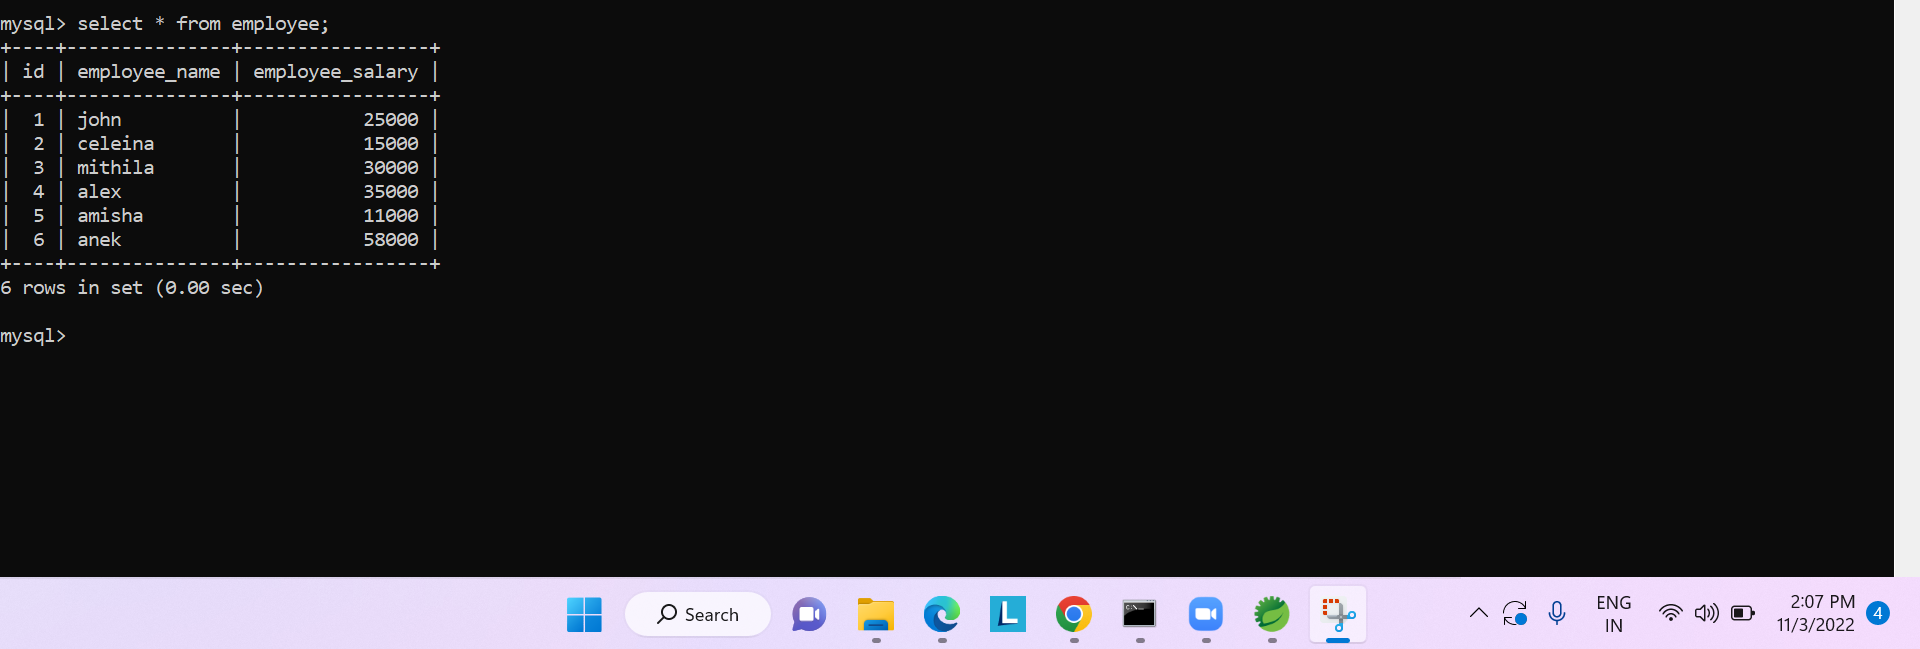 mysql> select * from employee;
+----+---------------+-----------------+
| id | employee_name | employee_salary |
+----+---------------+-----------------+
|  1 | john          |           25000 |
|  2 | celeina       |           15000 |
|  3 | mithila       |           30000 |
|  4 | alex          |           35000 |
|  5 | amisha        |           11000 |
|  6 | anek          |           58000 |
+----+---------------+-----------------+
6 rows in set (0.00 sec)
mysql>
Search
L
C:\
ENG
IN
2:07 PM
11/3/2022
4